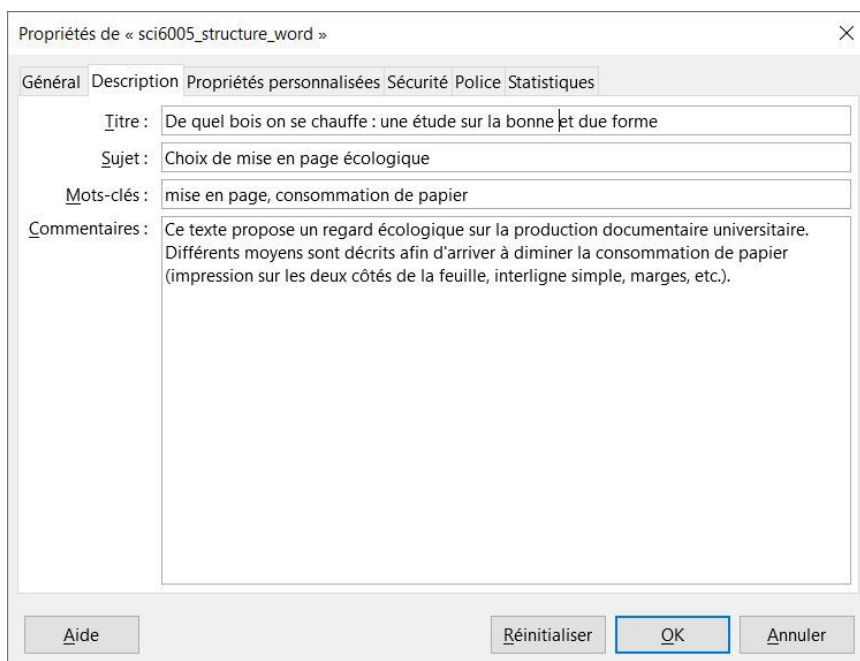 Propriétés de « sci6005_structure_word »
Général Description Propriétés personnalisées Sécurité Police Statistiques
Titre : De quel bois on se chauffe : une étude sur la bonne et due forme
Sujet : Choix de mise en page écologique
Mots-clés : mise en page, consommation de papier
Commentaires : Ce texte propose un regard écologique sur la production documentaire universitaire.
Différents moyens sont décrits afin d'arriver à diminer la consommation de papier
(impression sur les deux côtés de la feuille, interligne simple, marges, etc.).
Aide Réinitialiser OK Annuler